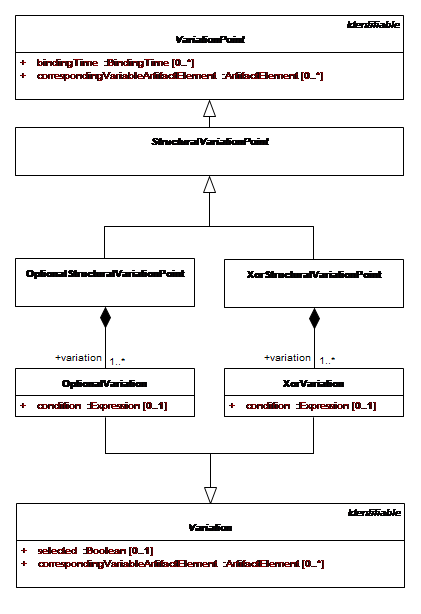 Identifiable
VariationPoint
+ bindingTime :BindingTime [0..*]
+ correspondingVariableArtifactElement :ArtifactElement [0..*]
StructuralVariationPoint
OptionalStructuralVariationPoint
XorStructuralVariationPoint
+variation 1..*
+variation 1..*
OptionalVariation
+ condition :Expression [0..1]
XorVariation
+ condition :Expression [0..1]
Identifiable
Variation
+ selected :Boolean [0..1]
+ correspondingVariableArtifactElement :ArtifactElement [0..*]